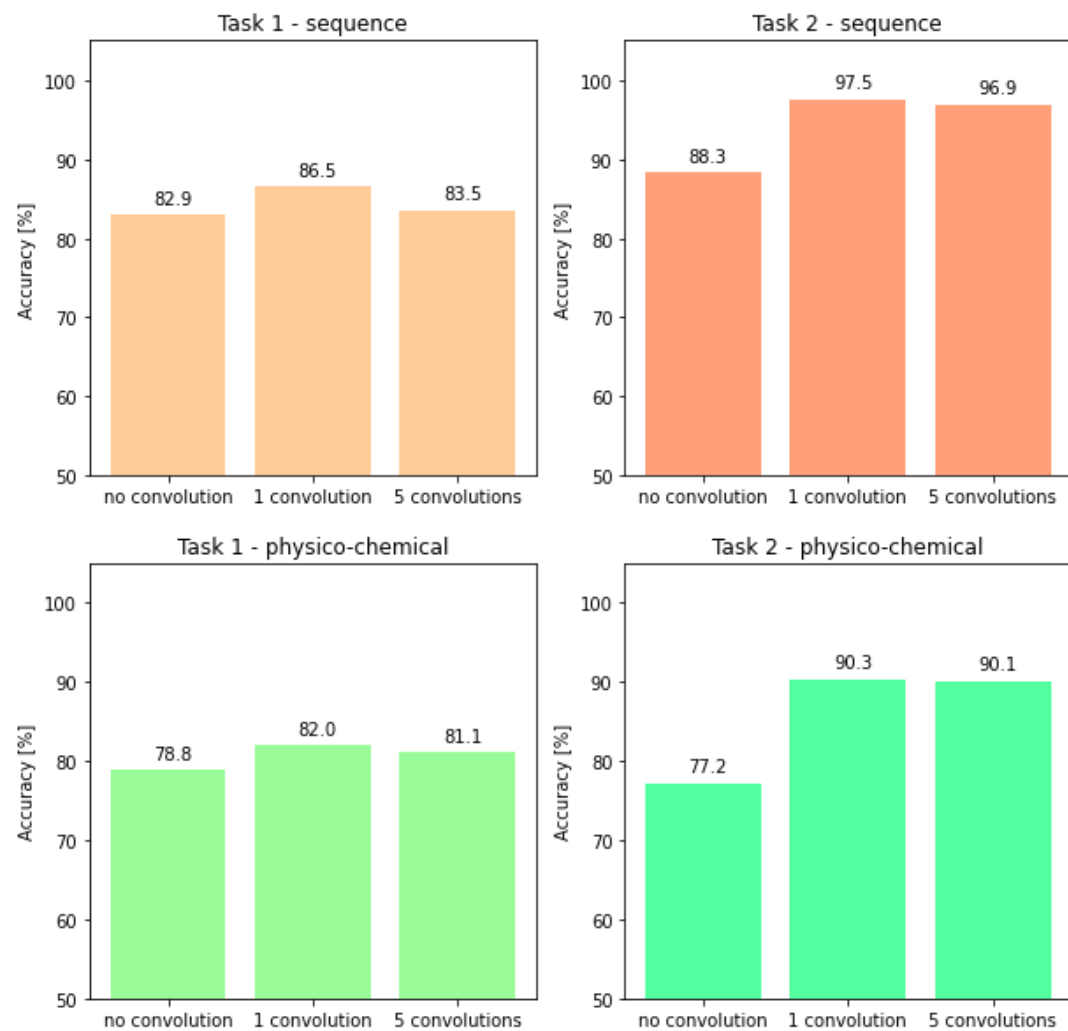 Task 1 - sequence
Accuracy [%]
100
90
80
70
60
50
82.9
86.5
83.5
no convolution
1 convolution
5 convolutions
Task 2 - sequence
Accuracy [%]
100
90
80
70
60
50
88.3
97.5
96.9
no convolution
1 convolution
5 convolutions
Task 1 - physico-chemical
Accuracy [%]
100
90
80
70
60
50
78.8
82.0
81.1
no convolution
1 convolution
5 convolutions
Task 2 - physico-chemical
Accuracy [%]
100
90
80
70
60
50
77.2
90.3
90.1
no convolution
1 convolution
5 convolutions